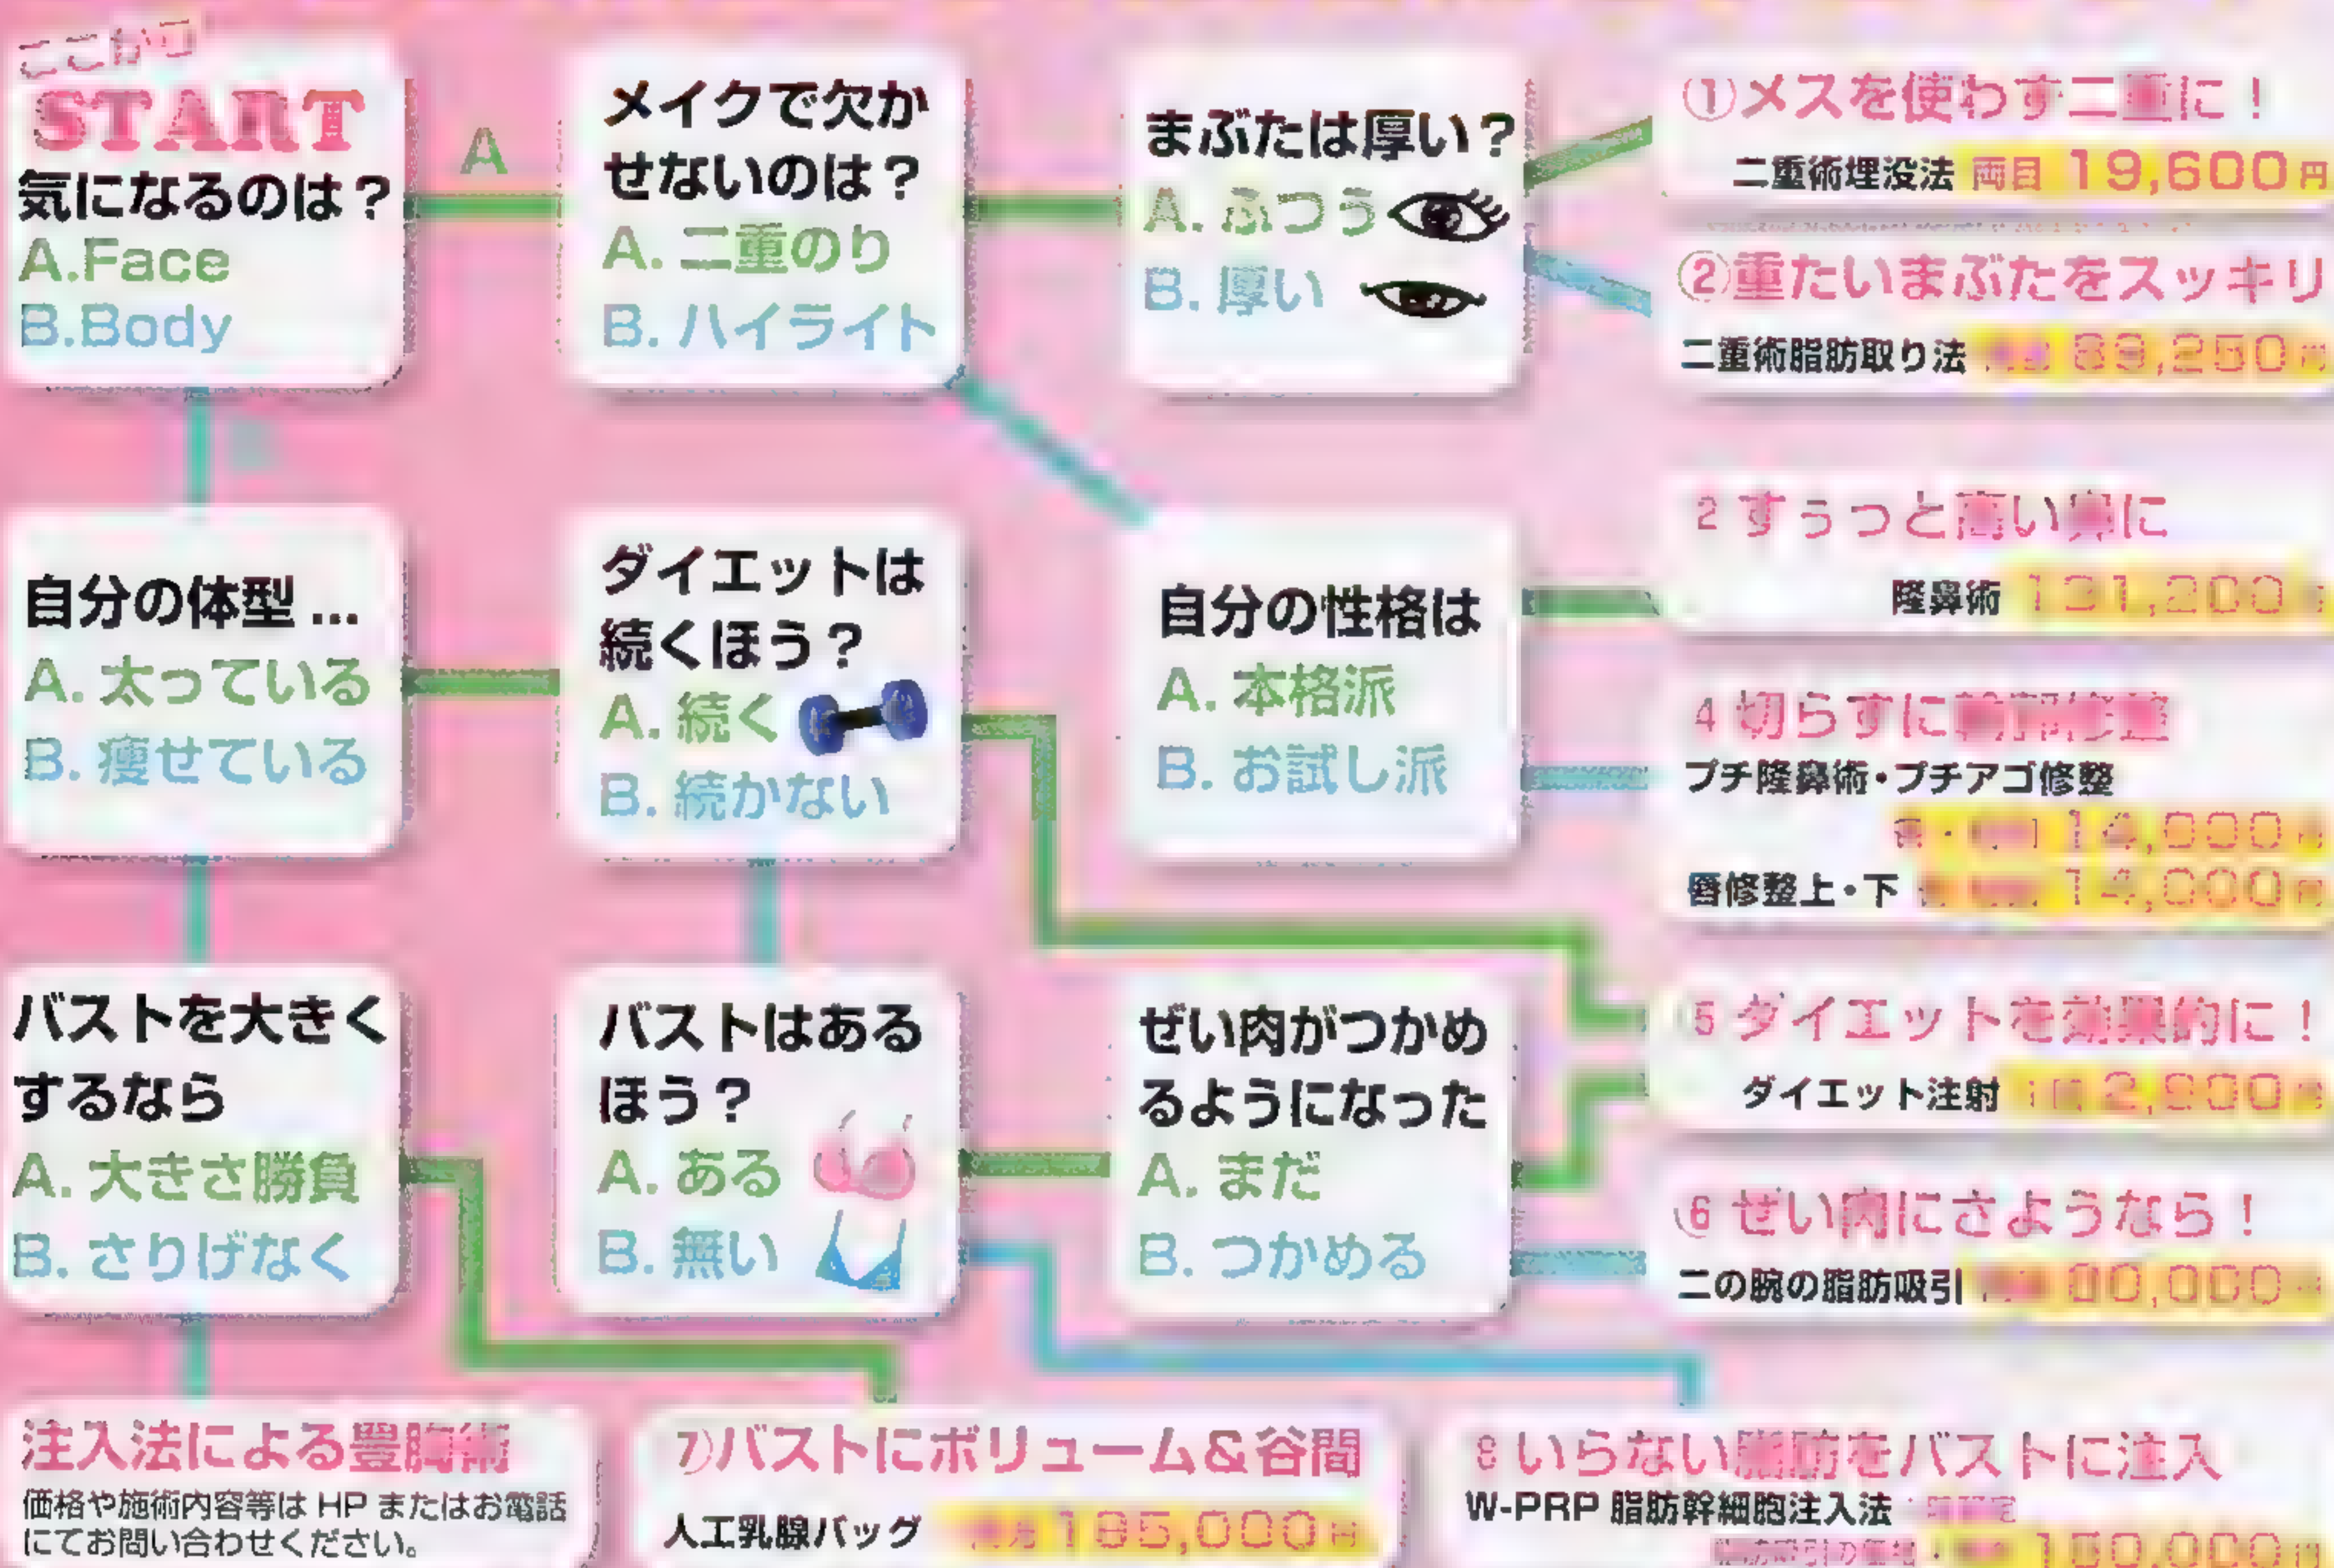 ここから
START
気になるのは？
A.Face
B.Body
A
メイクで欠か
せないのは？
A. 二重のり
B. ハイライト
まぶたは厚い？
A. ふつう
B. 厚い
①メスを使わず二重に！
二重術埋没法 両目 19,600円
②重たいまぶたをスッキリ
二重術脂肪取り法
自分の体型...
A. 太っている
B. 痩せている
ダイエットは
続くほう？
A. 続く
B. 続かない
自分の性格は
A. 本格派
B. お試し派
すぅっと高い鼻に
隆鼻術
4 切らずに
プチ隆鼻術・プチアゴ修整
唇修整上・下
バストを大きく
するなら
A. 大きさ勝負
B. さりげなく
バストはある
ほう？
A. ある
B. 無い
ぜい肉がつかめ
るようになった
A. まだ
B. つかめる
⑤ダイエットを効果的に！
ダイエット注射
⑥ぜい肉にさようなら！
二の腕の脂肪吸引
注入法による豊胸術
価格や施術内容等は HP またはお電話
にてお問い合わせください。
⑦バストにボリューム&谷間
人工乳腺バッグ
8 いらない脂肪をバストに注入
W-PRP 脂肪幹細胞注入法